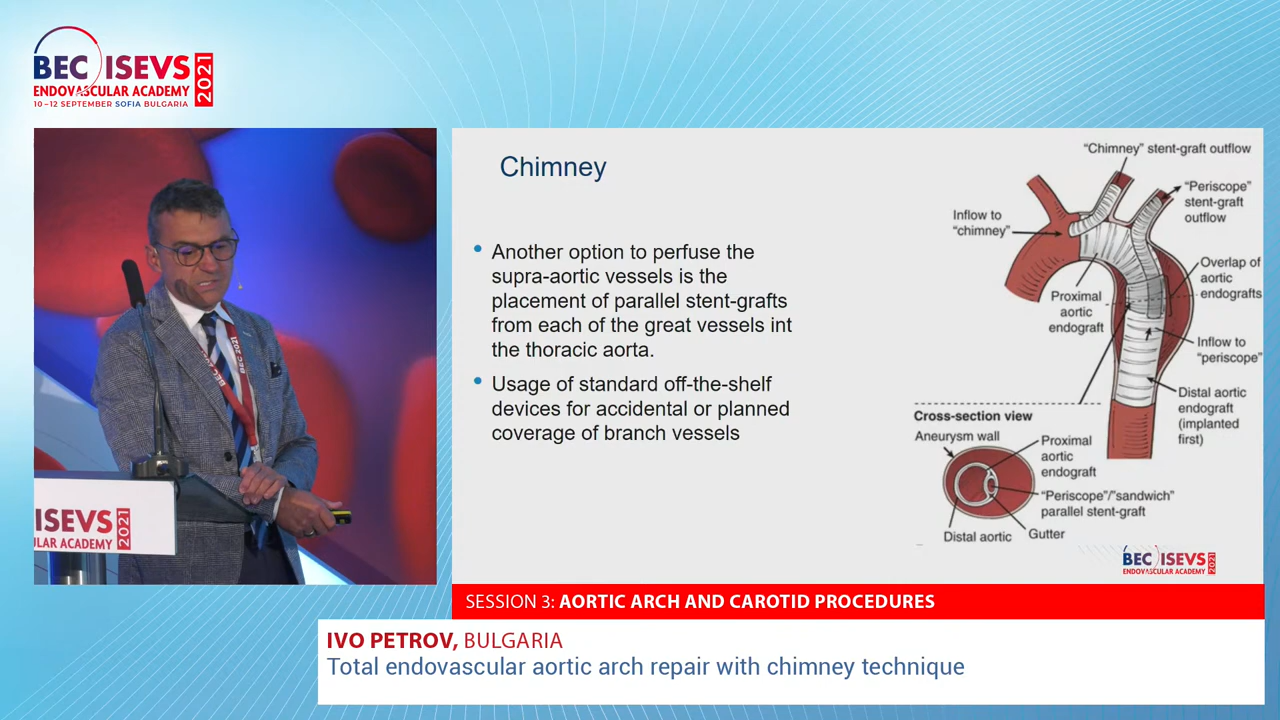 BEC ISEVS
ENDOVASCULAR ACADEMY
10–12 SEPTEMBER SOFIA BULGARIA
2021
BEC 2021
ISEVS
ULAR ACADEMY
2021
Chimney
Another option to perfuse the
supra-aortic vessels is the
placement of parallel stent-grafts
from each of the great vessels int
the thoracic aorta.
Usage of standard off-the-shelf
devices for accidental or planned
coverage of branch vessels
“Chimney” stent-graft outflow
“Periscope”
stent-graft
outflow
Inflow to
“chimney”
Overlap of
aortic
endografts
Proximal
aortic
endograft
Inflow to
“periscope”
Distal aortic
endograft
(implanted
first)
Cross-section view
Aneurysm wall
Proximal
aortic
endograft
“Periscope”/”sandwich”
parallel stent-graft
Gutter
Distal aortic
BEC ISEVS
ENDOVASCULAR ACADEMY
2021
SESSION 3: AORTIC ARCH AND CAROTID PROCEDURES
IVO PETROV, BULGARIA
Total endovascular aortic arch repair with chimney technique